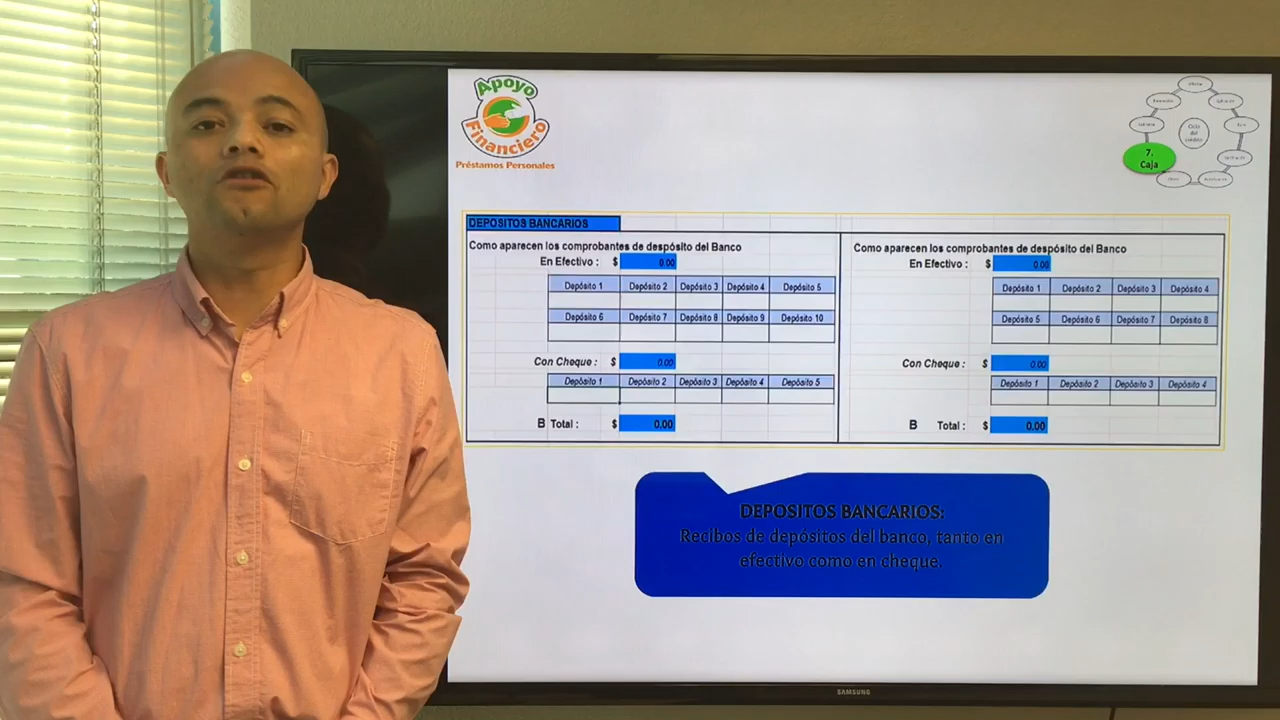 Apoyo
Financiero
Préstamos Personales
Ciclo
del
7.
Caja
DEPOSITOS BANCARIOS
Como aparecen los comprobantes de despósito del Banco
En Efectivo : $ 0.00
Depósito 1 Depósito 2 Depósito 3 Depósito 4 Depósito 5
Depósito 6 Depósito 7 Depósito 8 Depósito 9 Depósito 10
Con Cheque : $ 0.00
Depósito 1 Depósito 2 Depósito 3 Depósito 4 Depósito 5
B Total : $ 0.00
Como aparecen los comprobantes de despósito del Banco
En Efectivo : $ 0.00
Depósito 1 Depósito 2 Depósito 3 Depósito 4
Depósito 5 Depósito 6 Depósito 7 Depósito 8
Con Cheque : $ 0.00
Depósito 1 Depósito 2 Depósito 3 Depósito 4
B Total : $ 0.00
DEPOSITOS BANCARIOS:
Recibos de depósitos del banco, tanto en
efectivo como en cheque.
SAMSUNG